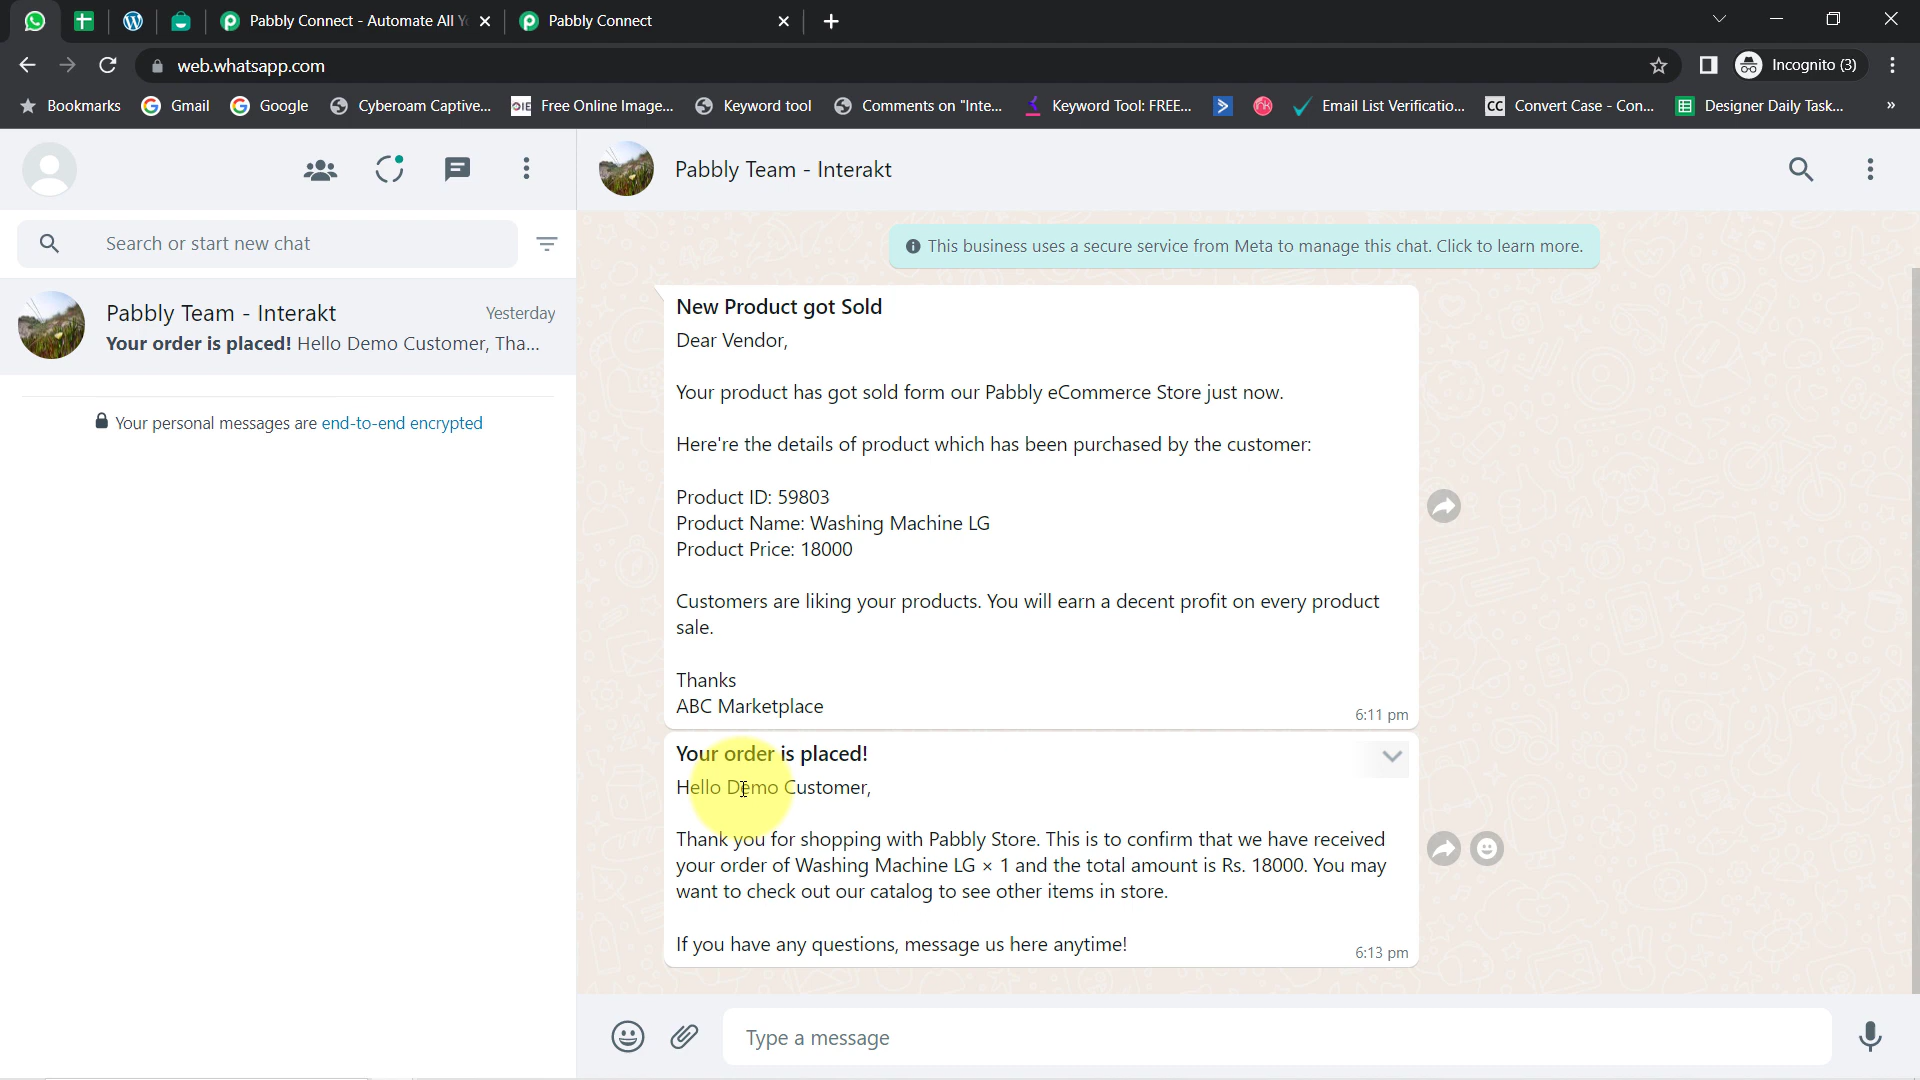 Pabbly Connect - Automate All Y
Pabbly Connect
web.whatsapp.com
Incognito (3)
Bookmarks
Gmail
Google
Cyberoam Captive...
OIE Free Online Image...
Keyword tool
Comments on "Inte...
Keyword Tool: FREE...
Email List Verificatio...
CC Convert Case - Con...
Designer Daily Task...
Pabbly Team - Interakt
Search or start new chat
Pabbly Team - Interakt
Yesterday
Your order is placed! Hello Demo Customer, Tha...
Your personal messages are end-to-end encrypted
This business uses a secure service from Meta to manage this chat. Click to learn more.
New Product got Sold
Dear Vendor,
Your product has got sold form our Pabbly eCommerce Store just now.
Here're the details of product which has been purchased by the customer:
Product ID: 59803
Product Name: Washing Machine LG
Product Price: 18000
Customers are liking your products. You will earn a decent profit on every product
sale.
Thanks
ABC Marketplace
6:11 pm
Your order is placed!
Hello Demo Customer,
Thank you for shopping with Pabbly Store. This is to confirm that we have received
your order of Washing Machine LG × 1 and the total amount is Rs. 18000. You may
want to check out our catalog to see other items in store.
If you have any questions, message us here anytime!
6:13 pm
Type a message